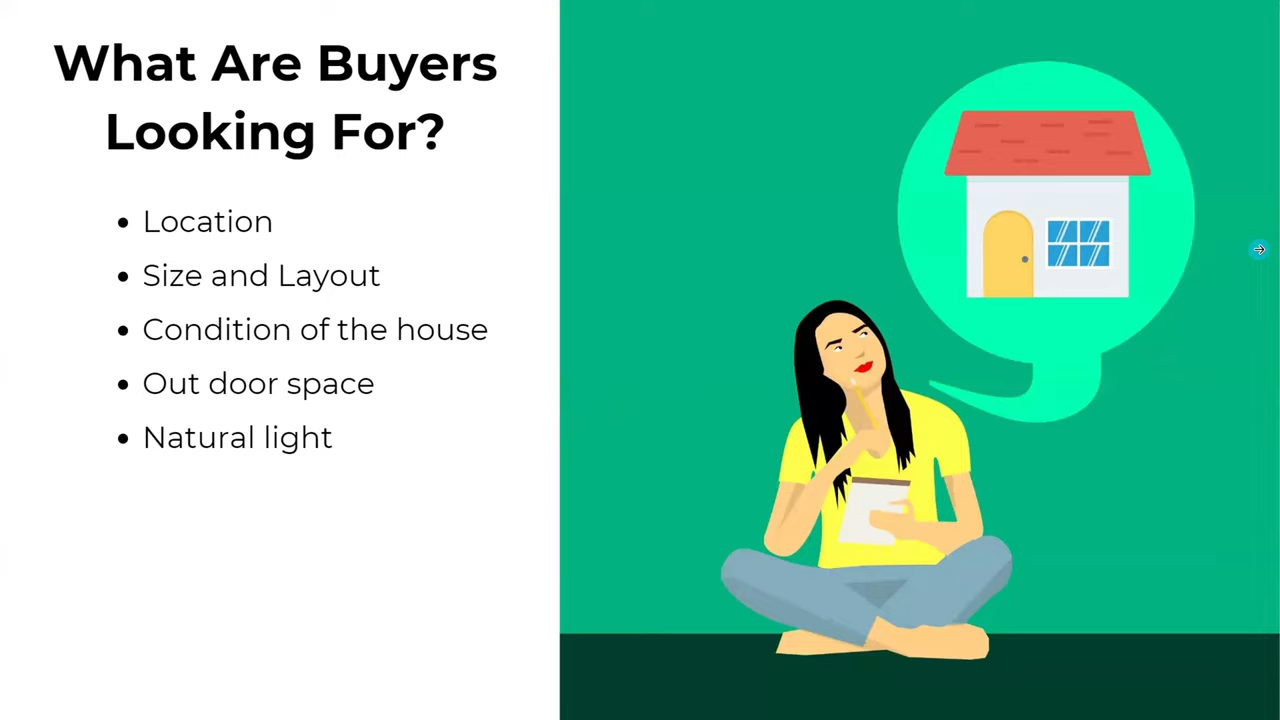 What Are Buyers
Looking For?
• Location
• Size and Layout
• Condition of the house
• Out door space
• Natural light